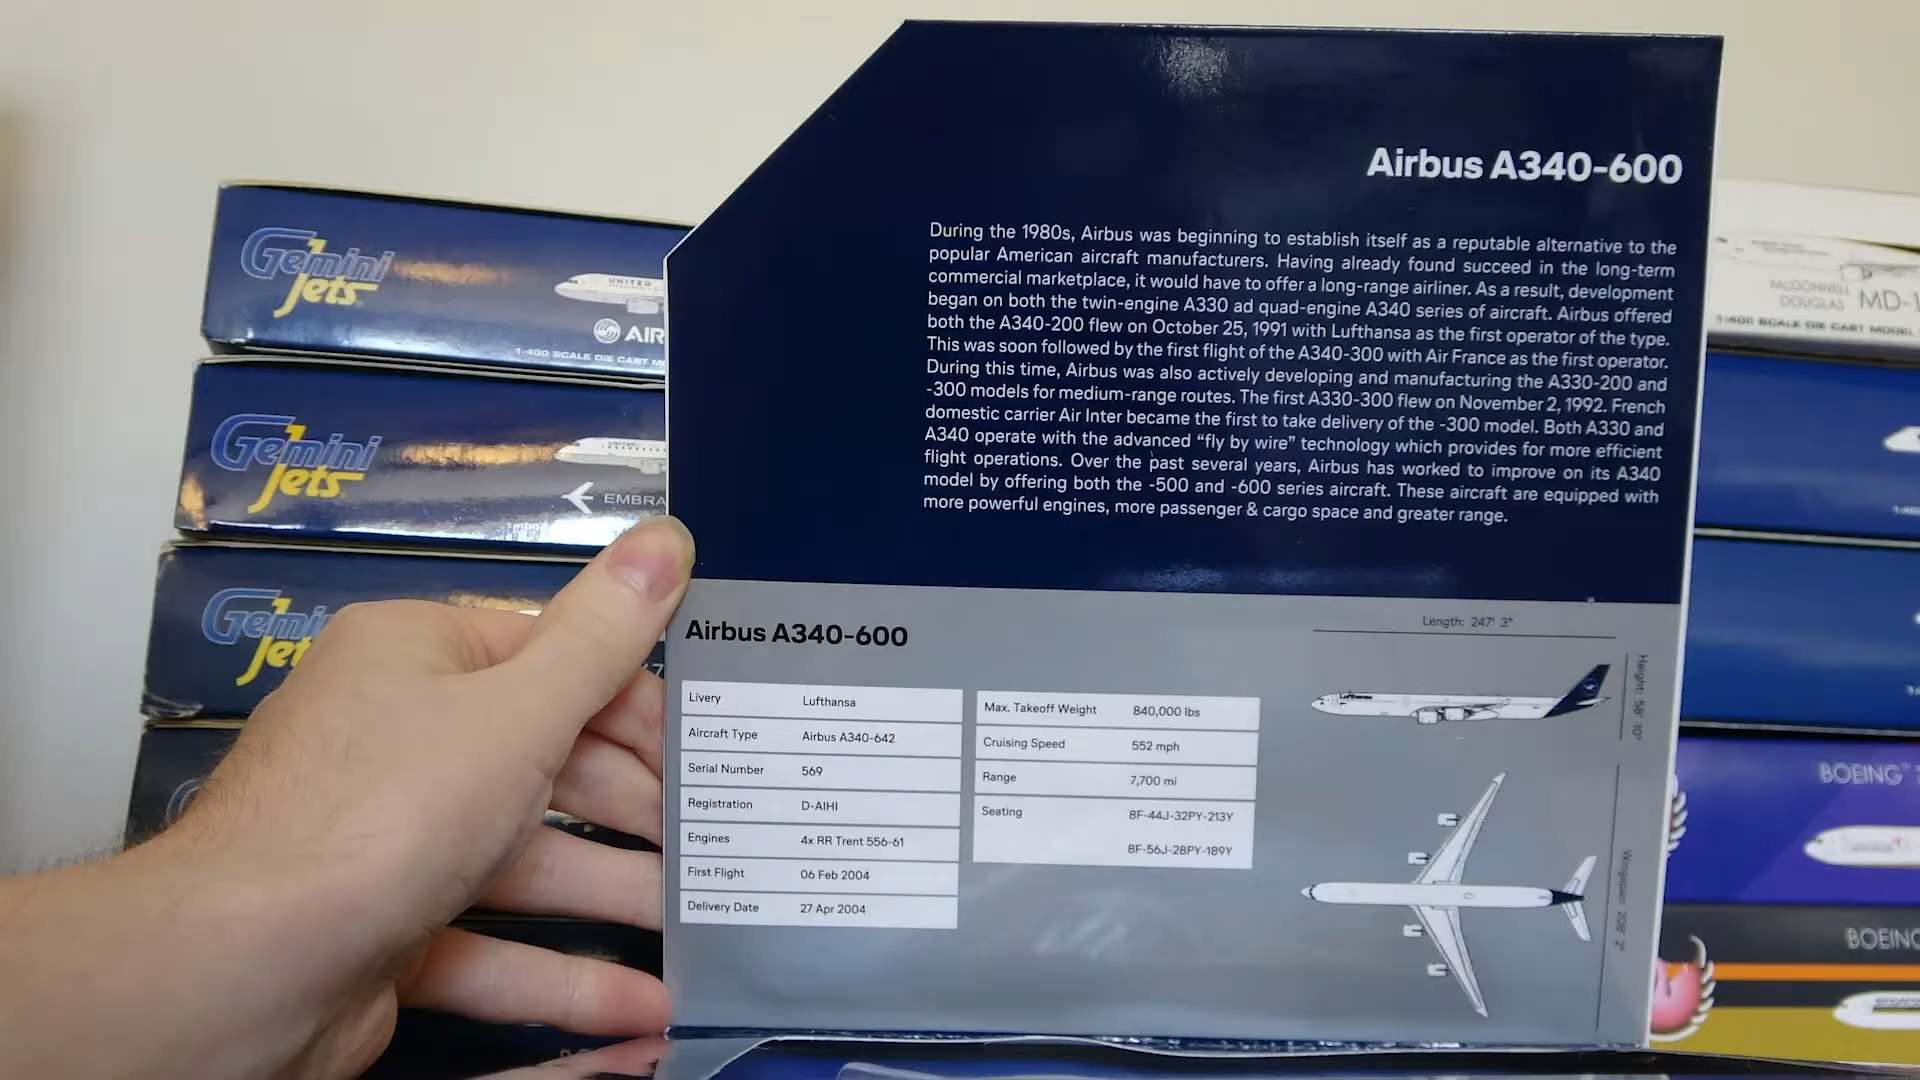 Airbus A340-600
During the 1980s, Airbus was beginning to establish itself as a reputable alternative to the
popular American aircraft manufacturers. Having already found succeed in the long-term
commercial marketplace, it would have to offer a long-range airliner. As a result, development
began on both the twin-engine A330 ad quad-engine A340 series of aircraft. Airbus offered
both the A340-200 flew on October 25, 1991 with Lufthansa as the first operator of the type.
This was soon followed by the first flight of the A340-300 with Air France as the first operator.
During this time, Airbus was also actively developing and manufacturing the A330-200 and
-300 models for medium-range routes. The first A330-300 flew on November 2, 1992. French
domestic carrier Air Inter became the first to take delivery of the -300 model. Both A330 and
A340 operate with the advanced “fly by wire” technology which provides for more efficient
flight operations. Over the past several years, Airbus has worked to improve on its A340
model by offering both the -500 and -600 series aircraft. These aircraft are equipped with
more powerful engines, more passenger & cargo space and greater range.
Airbus A340-600
Livery Lufthansa
Aircraft Type Airbus A340-642
Serial Number 569
Registration D-AIHI
Engines 4x RR Trent 556-61
First Flight 06 Feb 2004
Delivery Date 27 Apr 2004
Max. Takeoff Weight 840,000 lbs
Cruising Speed 552 mph
Range 7,700 mi
Seating 8F-44J-32PY-213Y
8F-56J-28PY-189Y
Length: 247' 3"
Lufthansa
Height: 58' 10"
Wingspan: 208' 2"
Gemini
Jets
UNITED
AIR
1:400 SCALE DIE CAST
Gemini
Jets
UNITED
EMBRA
Gemini
Jet
MCDONNELL
DOUGLAS MD-1
1:400 SCALE DIE CAST MODEL
BOEING
BOEING